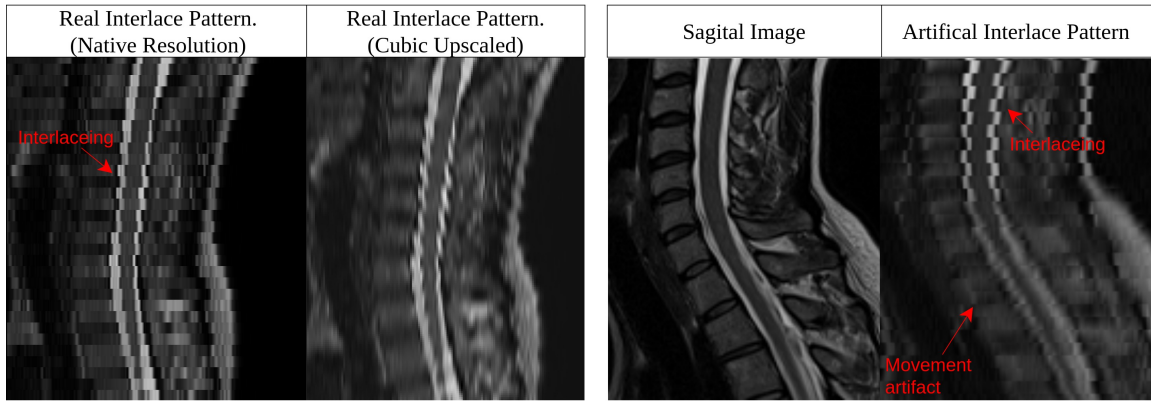 Real Interlace Pattern.
(Native Resolution)
Real Interlace Pattern.
(Cubic Upscaled)
Sagital Image
Artifical Interlace Pattern
Interlaceing
Interlaceing
Movement
artifact